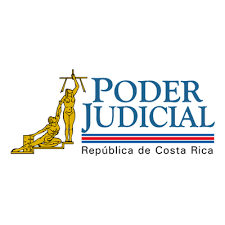 PODER
JUDICIAL
República de Costa Rica